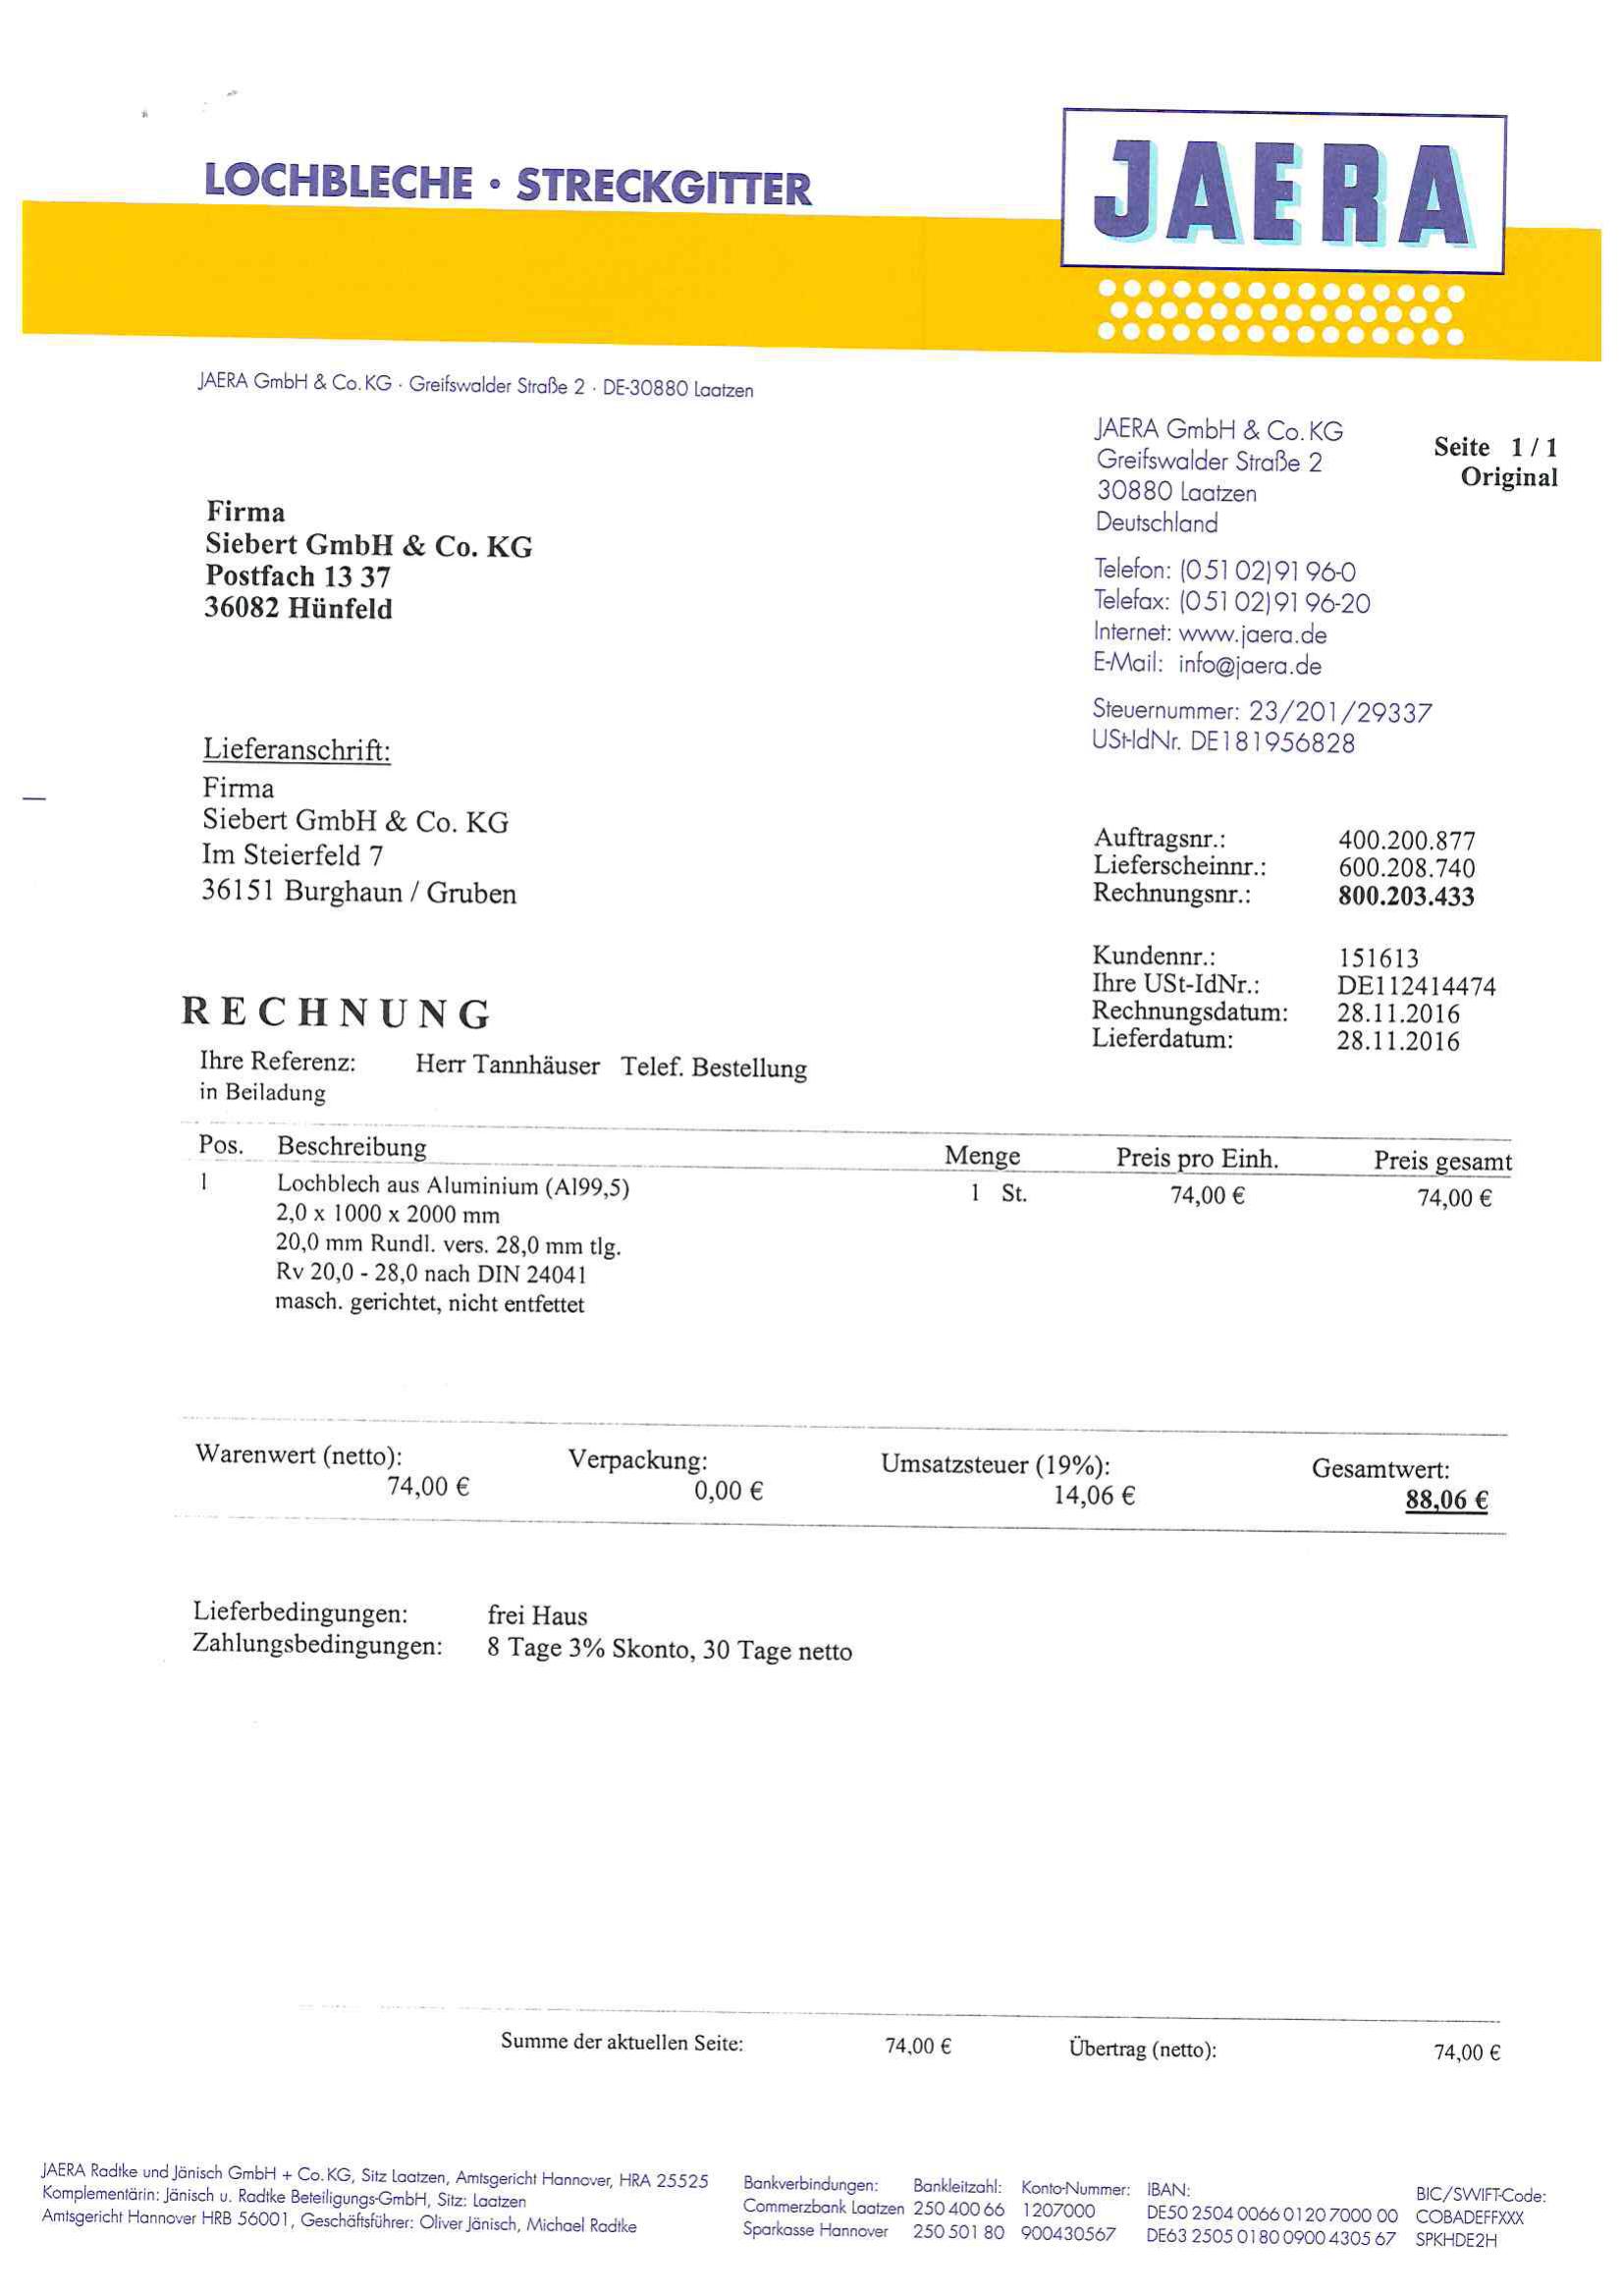 LOCHBLECHE · STRECKGITTER
JAERA
JAERA GmbH & Co. KG · Greifswalder Straße 2 · DE-30880 Laatzen
JAERA GmbH & Co. KG
Greifswalder Straße 2
30880 Laatzen
Deutschland
Seite 1 / 1
Original
Firma
Siebert GmbH & Co. KG
Postfach 13 37
36082 Hünfeld
Telefon: (0 51 02) 91 96-0
Telefax: (0 51 02) 91 96-20
Internet: www.jaera.de
E-Mail: info@jaera.de
Steuernummer: 23/201/29337
USt-IdNr. DE181956828
Lieferanschrift:
Firma
Siebert GmbH & Co. KG
Im Steierfeld 7
36151 Burghaun / Gruben
Auftragsnr.: 400.200.877
Lieferscheinnr.: 600.208.740
Rechnungsnr.: 800.203.433
Kundennr.: 151613
Ihre USt-IdNr.: DE112414474
Rechnungsdatum: 28.11.2016
Lieferdatum: 28.11.2016
RECHNUNG
Ihre Referenz: Herr Tannhäuser Telef. Bestellung
in Beiladung
Pos. Beschreibung Menge Preis pro Einh. Preis gesamt
1 Lochblech aus Aluminium (Al99,5) 1 St. 74,00 € 74,00 €
2,0 x 1000 x 2000 mm
20,0 mm Rundl. vers. 28,0 mm tlg.
Rv 20,0 - 28,0 nach DIN 24041
masch. gerichtet, nicht entfettet
Warenwert (netto): Verpackung: Umsatzsteuer (19%): Gesamtwert:
74,00 € 0,00 € 14,06 € 88,06 €
Lieferbedingungen: frei Haus
Zahlungsbedingungen: 8 Tage 3% Skonto, 30 Tage netto
Summe der aktuellen Seite: 74,00 € Übertrag (netto): 74,00 €
JAERA Radtke und Jänisch GmbH + Co. KG, Sitz Laatzen, Amtsgericht Hannover, HRA 25525
Komplementärin: Jänisch u. Radtke Beteiligungs-GmbH, Sitz: Laatzen
Amtsgericht Hannover HRB 56001, Geschäftsführer: Oliver Jänisch, Michael Radtke
Bankverbindungen: Bankleitzahl: Konto-Nummer: IBAN: BIC/SWIFT-Code:
Commerzbank Laatzen 250 400 66 1207000 DE50 2504 0066 0120 7000 00 COBADEFFXXX
Sparkasse Hannover 250 501 80 900430567 DE63 2505 0180 0900 4305 67 SPKHDE2H